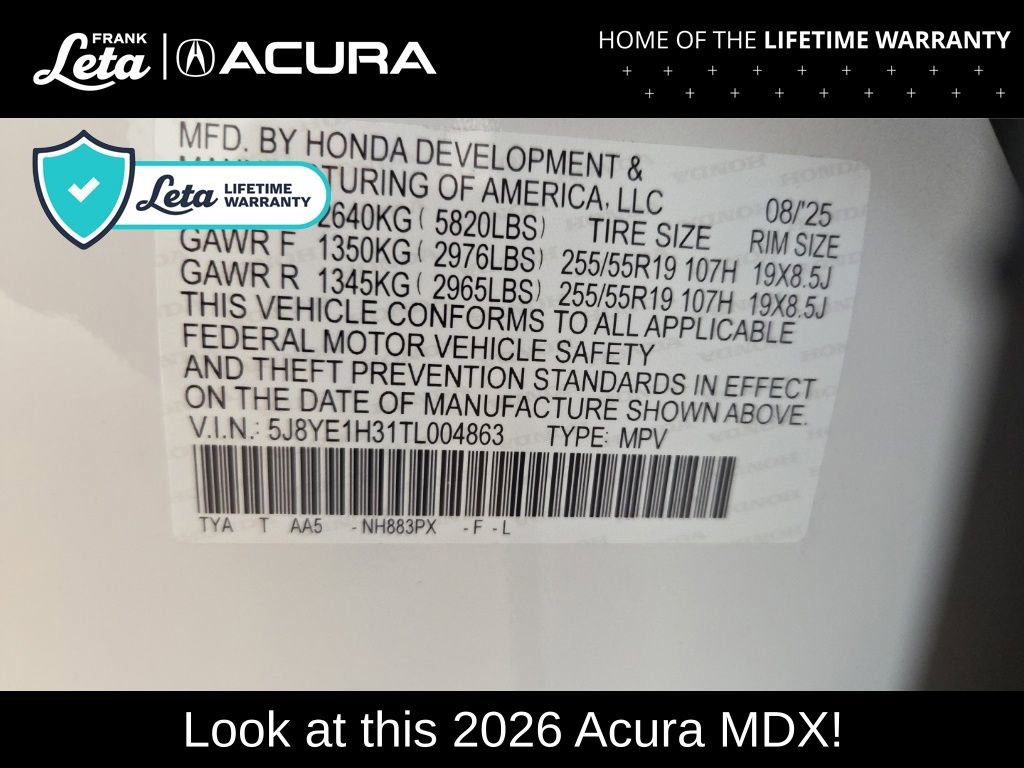 FRANK
Leta
ACURA
HOME OF THE LIFETIME WARRANTY
MFD. BY HONDA DEVELOPMENT &
TURING OF AMERICA, LLC
08/'25
Leta LIFETIME
WARRANTY
2640KG ( 5820LBS) TIRE SIZE RIM SIZE
GAWR F 1350KG ( 2976LBS) 255/55R19 107H 19X8.5J
GAWR R 1345KG ( 2965LBS) 255/55R19 107H 19X8.5J
THIS VEHICLE CONFORMS TO ALL APPLICABLE
FEDERAL MOTOR VEHICLE SAFETY
AND THEFT PREVENTION STANDARDS IN EFFECT
ON THE DATE OF MANUFACTURE SHOWN ABOVE.
V.I.N.: 5J8YE1H31TL004863 TYPE: MPV
TYA T AA5 - NH883PX - F - L
Look at this 2026 Acura MDX!